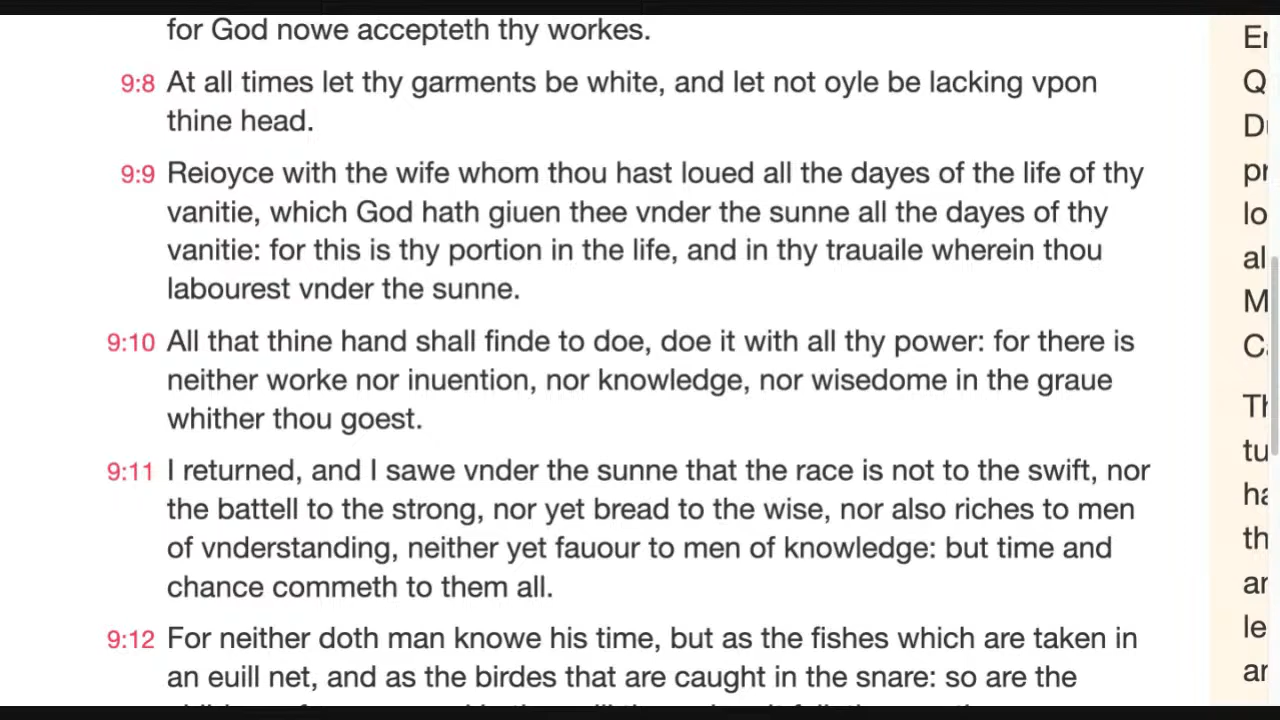 for God nowe accepteth thy workes.
9:8 At all times let thy garments be white, and let not oyle be lacking vpon
thine head.
9:9 Reioyce with the wife whom thou hast loued all the dayes of the life of thy
vanitie, which God hath giuen thee vnder the sunne all the dayes of thy
vanitie: for this is thy portion in the life, and in thy trauaile wherein thou
labourest vnder the sunne.
9:10 All that thine hand shall finde to doe, doe it with all thy power: for there is
neither worke nor inuention, nor knowledge, nor wisedome in the graue
whither thou goest.
9:11 I returned, and I sawe vnder the sunne that the race is not to the swift, nor
the battell to the strong, nor yet bread to the wise, nor also riches to men
of vnderstanding, neither yet fauour to men of knowledge: but time and
chance commeth to them all.
9:12 For neither doth man knowe his time, but as the fishes which are taken in
an euill net, and as the birdes that are caught in the snare: so are the